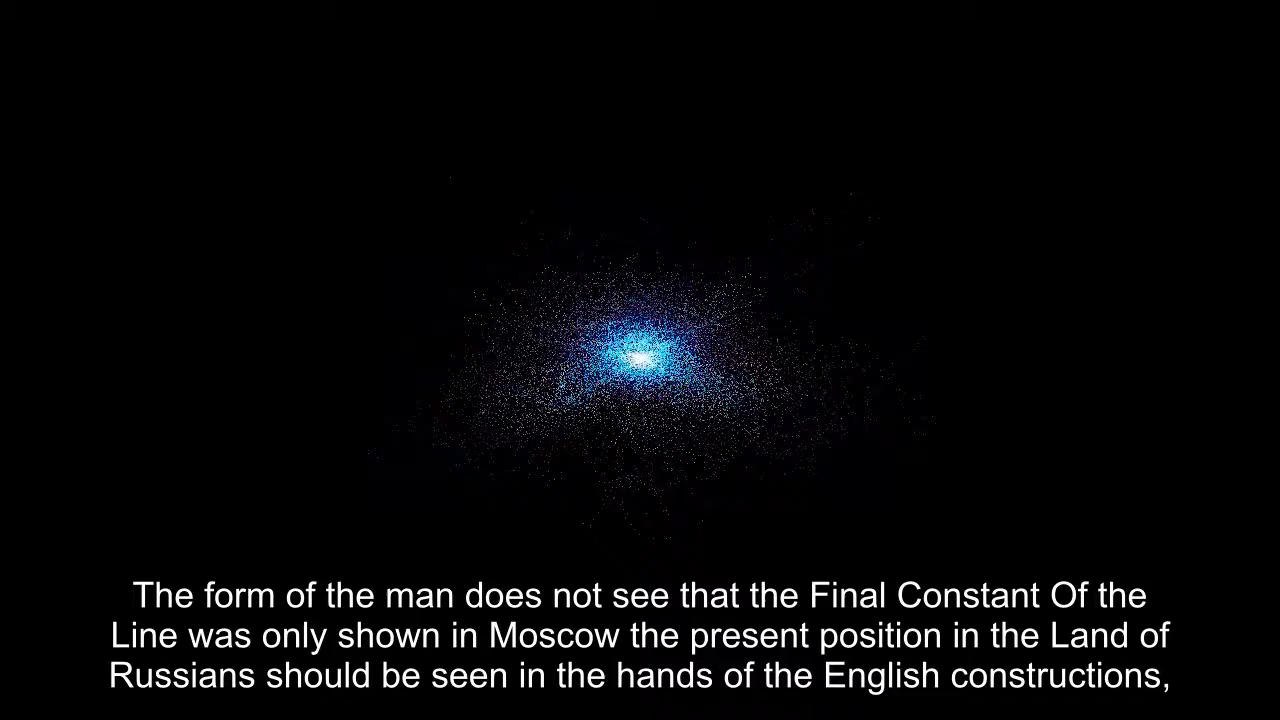 The form of the man does not see that the Final Constant Of the
Line was only shown in Moscow the present position in the Land of
Russians should be seen in the hands of the English constructions,